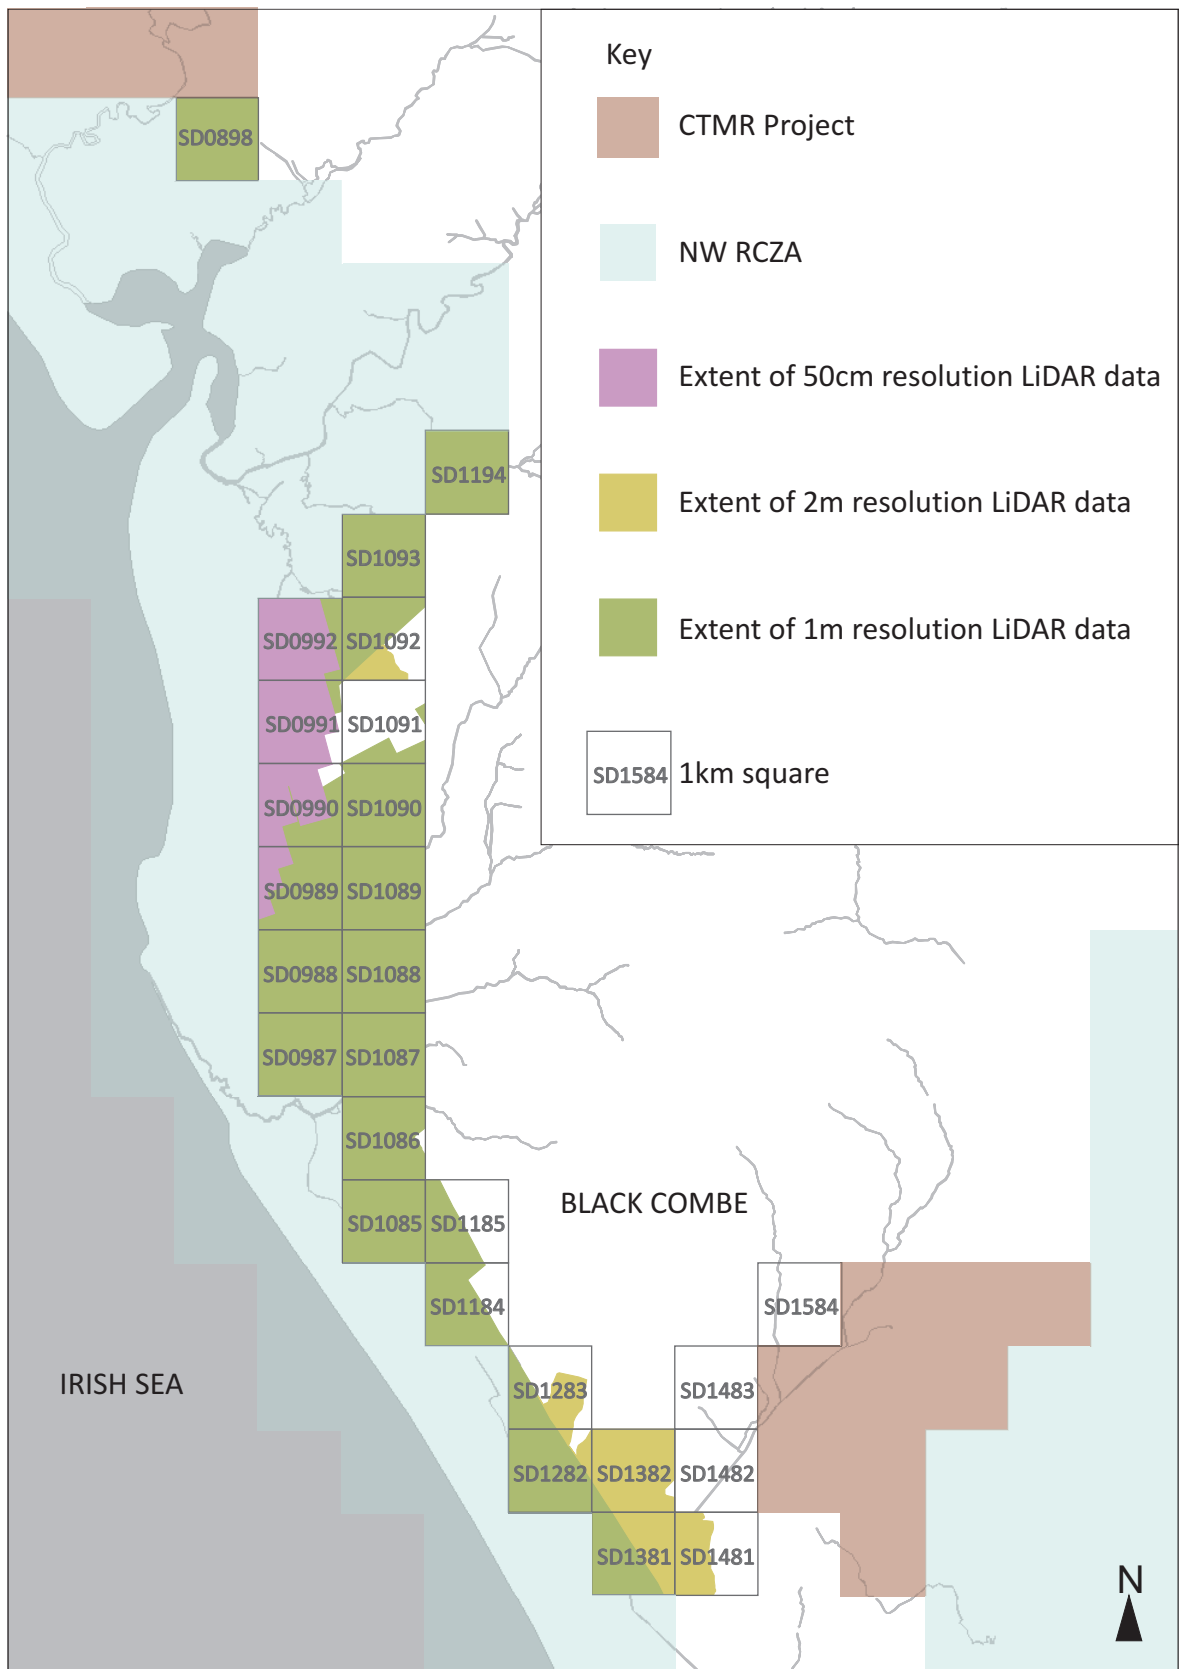 Key
CTMR Project
NW RCZA
Extent of 50cm resolution LiDAR data
Extent of 2m resolution LiDAR data
Extent of 1m resolution LiDAR data
SD1584 1km square
SD0898
SD1194
SD1093
SD0992 SD1092
SD0991 SD1091
SD0990 SD1090
SD0989 SD1089
SD0988 SD1088
SD0987 SD1087
SD1086
SD1085 SD1185
BLACK COMBE
SD1184
SD1584
IRISH SEA
SD1283 SD1483
SD1282 SD1382 SD1482
SD1381 SD1481
N